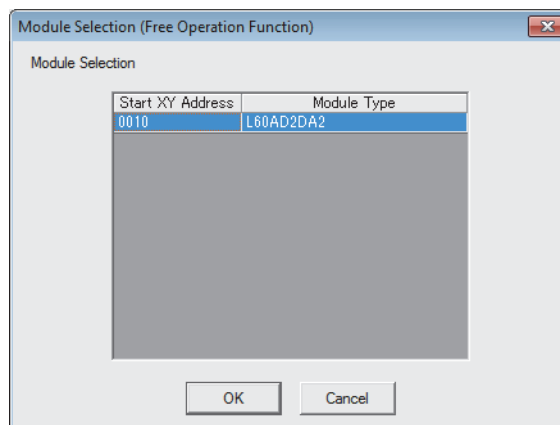 Module Selection (Free Operation Function)
Module Selection
Start XY Address Module Type
0010 L60AD2DA2
OK Cancel